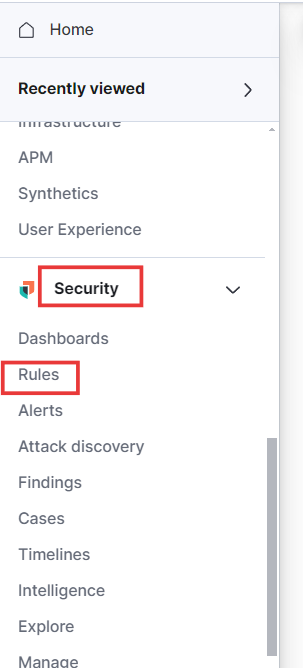 Home
Recently viewed
Infrastructure
APM
Synthetics
User Experience
Security
Dashboards
Rules
Alerts
Attack discovery
Findings
Cases
Timelines
Intelligence
Explore
Manage